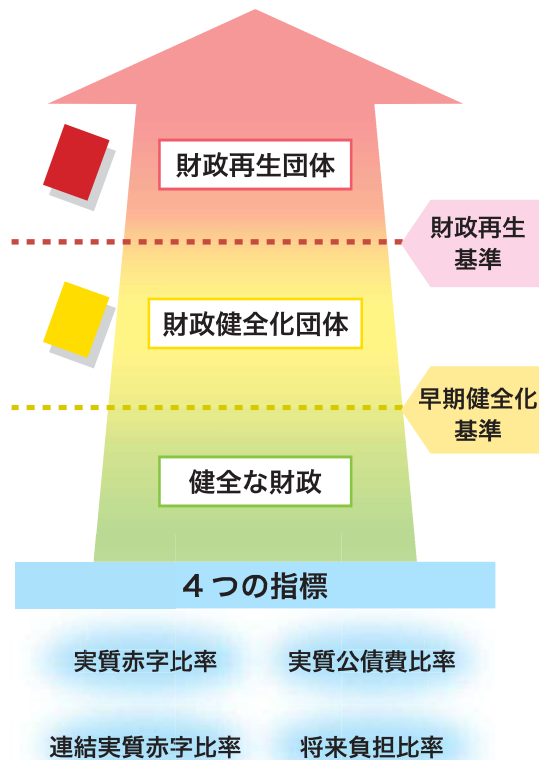 財政再生団体
財政再生
基準
財政健全化団体
早期健全化
基準
健全な財政
4つの指標
実質赤字比率
実質公債費比率
連結実質赤字比率
将来負担比率